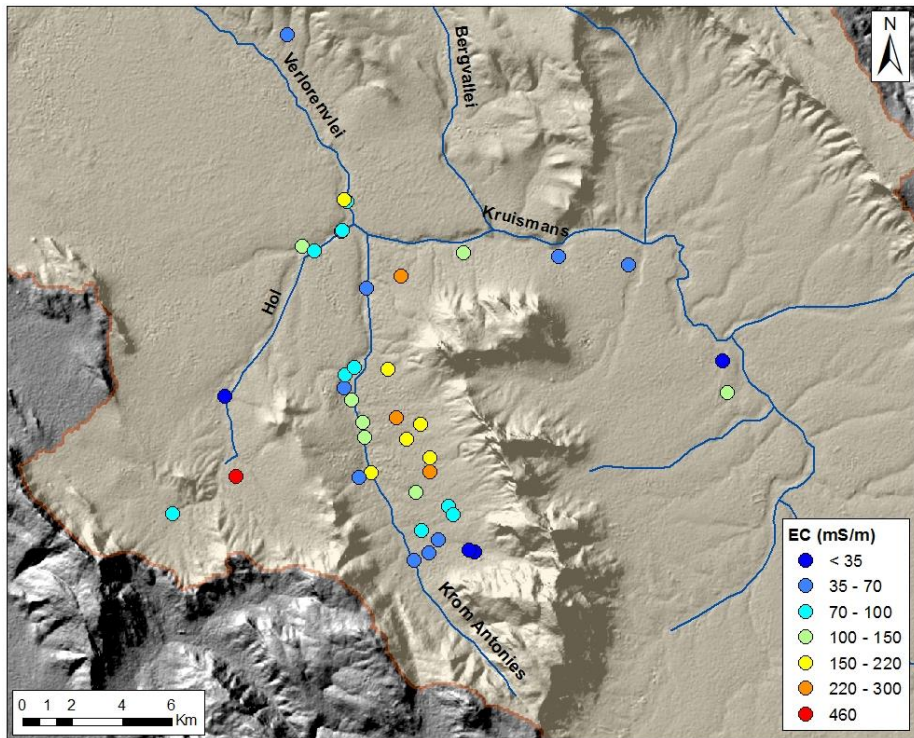 N
Verlorenvlei
Bergvallei
Kruismans
Hol
Krom Antonies
EC (mS/m)
< 35
35 - 70
70 - 100
100 - 150
150 - 220
220 - 300
460
0 1 2 4 6
Km